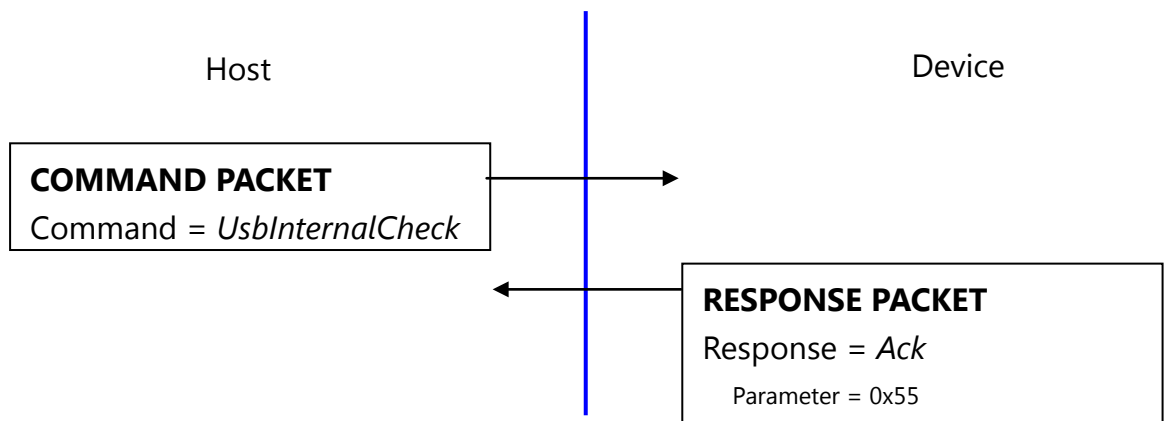 Host
Device
COMMAND PACKET
Command = UsbInternalCheck
RESPONSE PACKET
Response = Ack
Parameter = 0x55